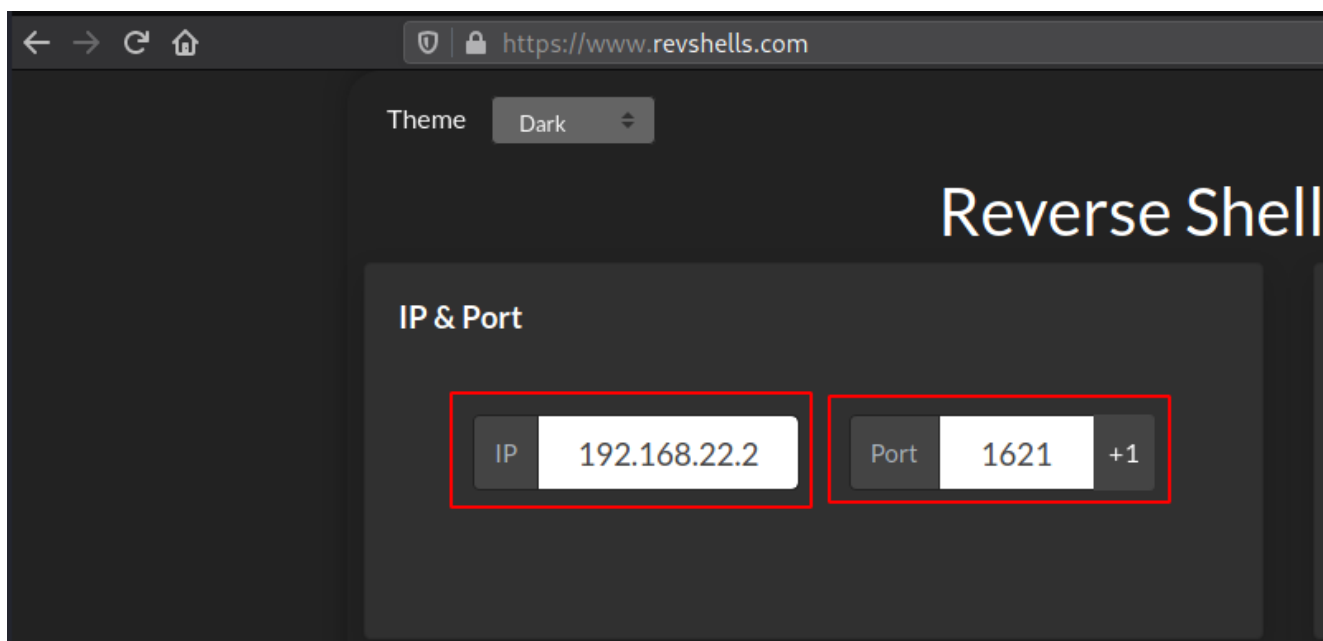 https://www.revshells.com
Theme Dark
Reverse Shell
IP & Port
IP 192.168.22.2 Port 1621 +1